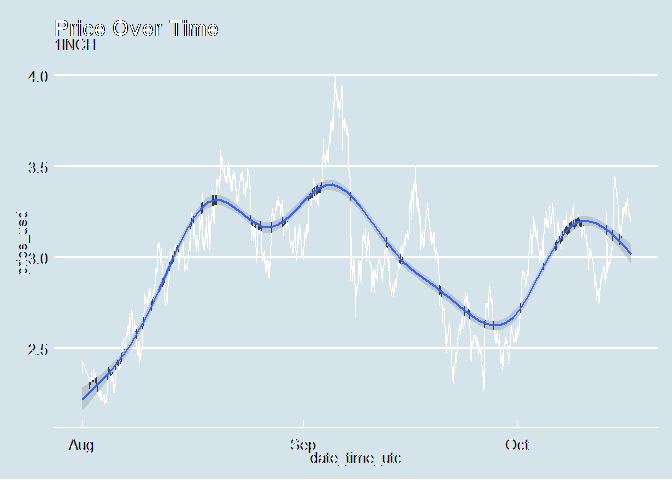 Price Over Time
1INCH
4.0
3.5
3.0
2.5
price_usd
Aug Sep Oct
date_time_utc